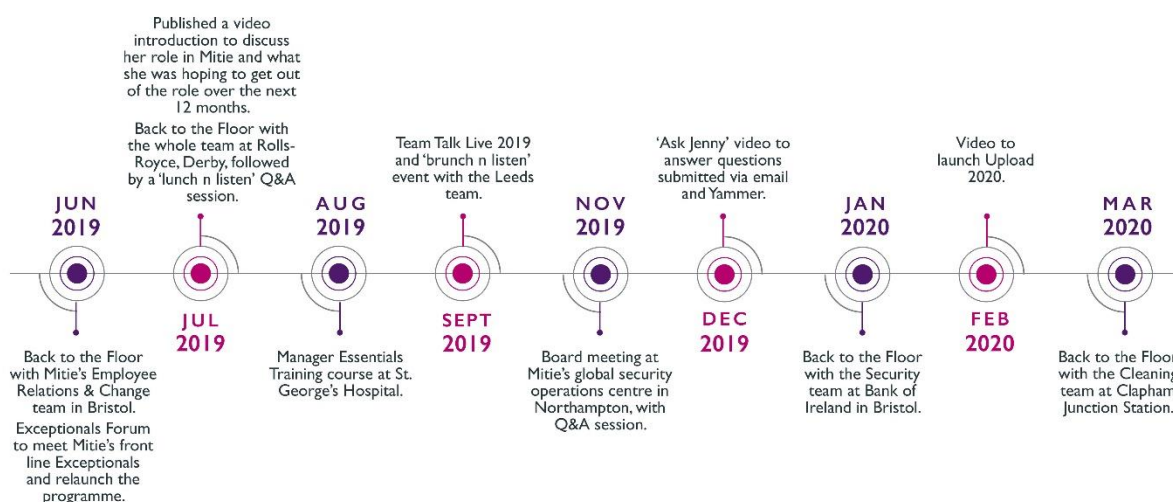 Published a video
introduction to discuss
her role in Mitie and what
she was hoping to get out
of the role over the next
12 months.
Back to the Floor with
the whole team at Rolls-
Royce, Derby, followed
by a ‘lunch n listen’ Q&A
session.
Team Talk Live 2019
and ‘brunch n listen’
event with the Leeds
team.
‘Ask Jenny’ video to
answer questions
submitted via email
and Yammer.
Video to
launch Upload
2020.
JUN
2019
AUG
2019
NOV
2019
JAN
2020
MAR
2020
JUL
2019
SEPT
2019
DEC
2019
FEB
2020
Back to the Floor
with Mitie’s Employee
Relations & Change
team in Bristol.
Exceptionals Forum
to meet Mitie’s front
line Exceptionals
and relaunch the
programme.
Manager Essentials
Training course at St.
George’s Hospital.
Board meeting at
Mitie’s global security
operations centre in
Northampton, with
Q&A session.
Back to the Floor
with the Security
team at Bank of
Ireland in Bristol.
Back to the Floor
with the Cleaning
team at Clapham
Junction Station.